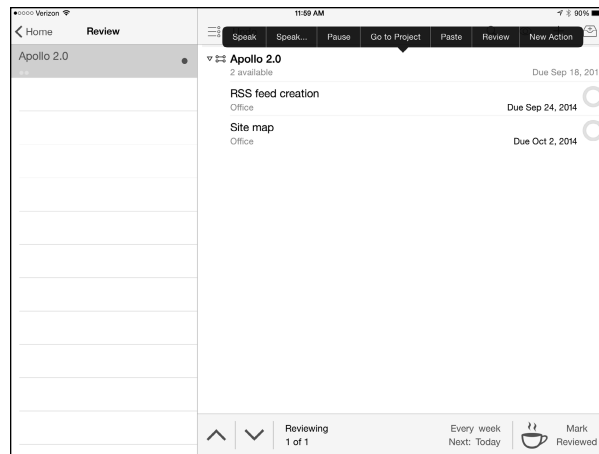 Verizon
11:59 AM
90%
Home
Review
Speak
Speak...
Pause
Go to Project
Paste
Review
New Action
Apollo 2.0
Apollo 2.0
2 available
Due Sep 18, 201
RSS feed creation
Office
Due Sep 24, 2014
Site map
Office
Due Oct 2, 2014
Reviewing
1 of 1
Every week
Next: Today
Mark
Reviewed